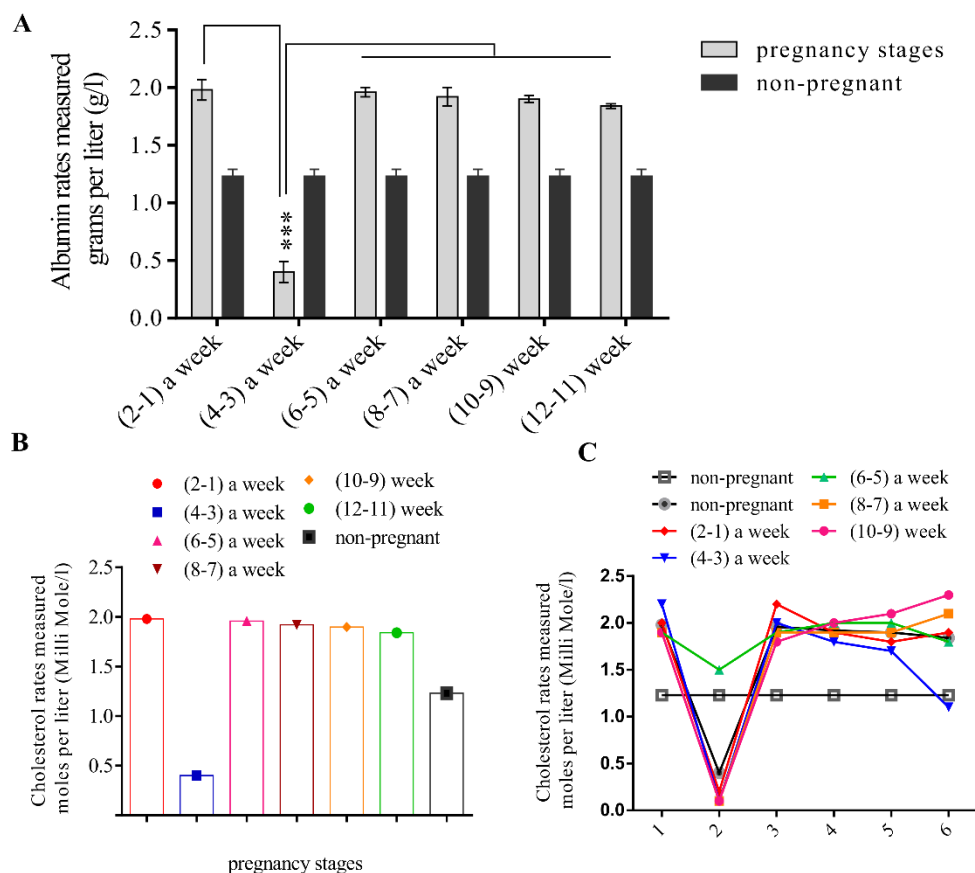 A
Albumin rates measured
grams per liter (g/l)
2.5
2.0
1.5
1.0
0.5
0.0
***
pregnancy stages
non-pregnant
(2-1) a week
(4-3) a week
(6-5) a week
(8-7) a week
(10-9) week
(12-11) week
B
(2-1) a week
(4-3) a week
(6-5) a week
(8-7) a week
(10-9) week
(12-11) week
non-pregnant
Cholesterol rates measured
moles per liter (Milli Mole/l)
2.5
2.0
1.5
1.0
0.5
pregnancy stages
C
non-pregnant
non-pregnant
(2-1) a week
(4-3) a week
(6-5) a week
(8-7) a week
(10-9) week
Cholesterol rates measured
moles per liter (Milli Mole/l)
2.5
2.0
1.5
1.0
0.5
0.0
1 2 3 4 5 6